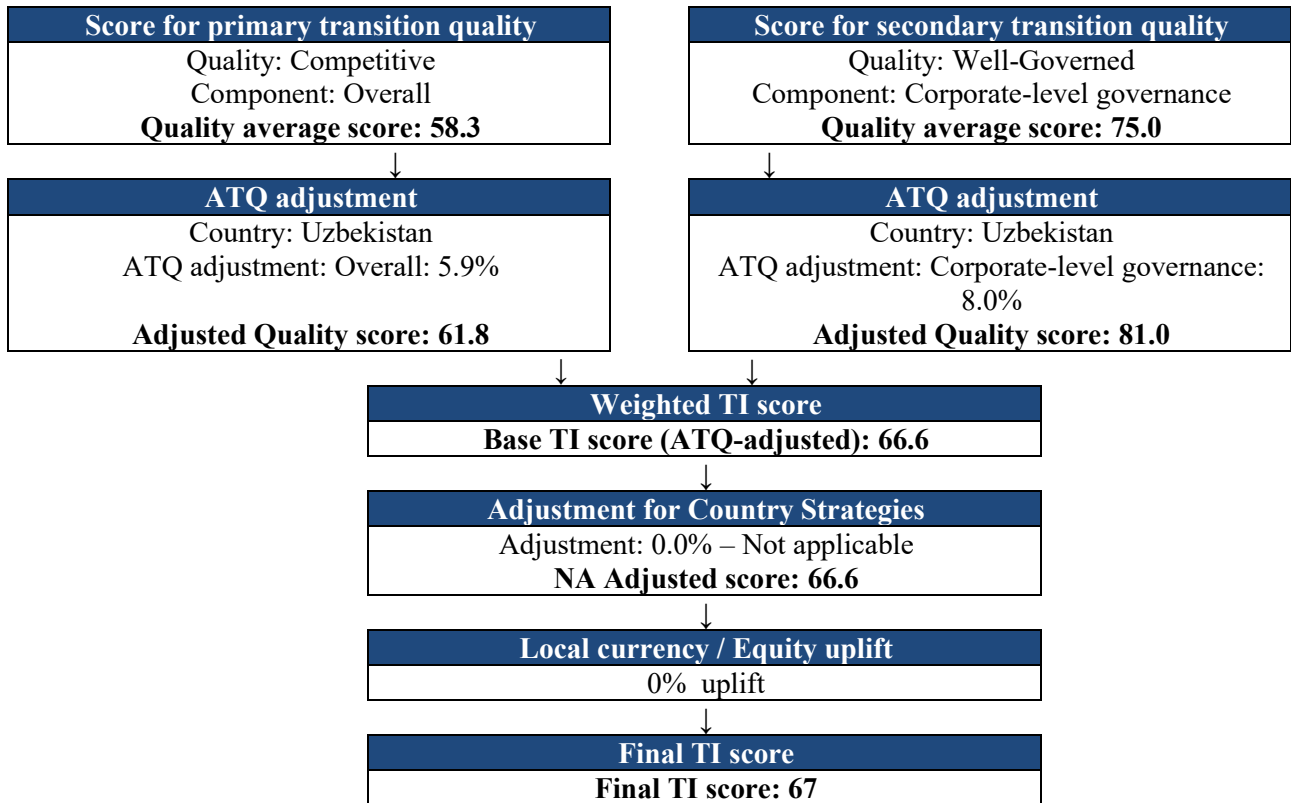 Score for primary transition quality
Quality: Competitive
Component: Overall
Quality average score: 58.3
Score for secondary transition quality
Quality: Well-Governed
Component: Corporate-level governance
Quality average score: 75.0
↓
↓
ATQ adjustment
Country: Uzbekistan
ATQ adjustment: Overall: 5.9%
Adjusted Quality score: 61.8
ATQ adjustment
Country: Uzbekistan
ATQ adjustment: Corporate-level governance:
8.0%
Adjusted Quality score: 81.0
↓
↓
Weighted TI score
Base TI score (ATQ-adjusted): 66.6
↓
Adjustment for Country Strategies
Adjustment: 0.0% – Not applicable
NA Adjusted score: 66.6
↓
Local currency / Equity uplift
0% uplift
↓
Final TI score
Final TI score: 67